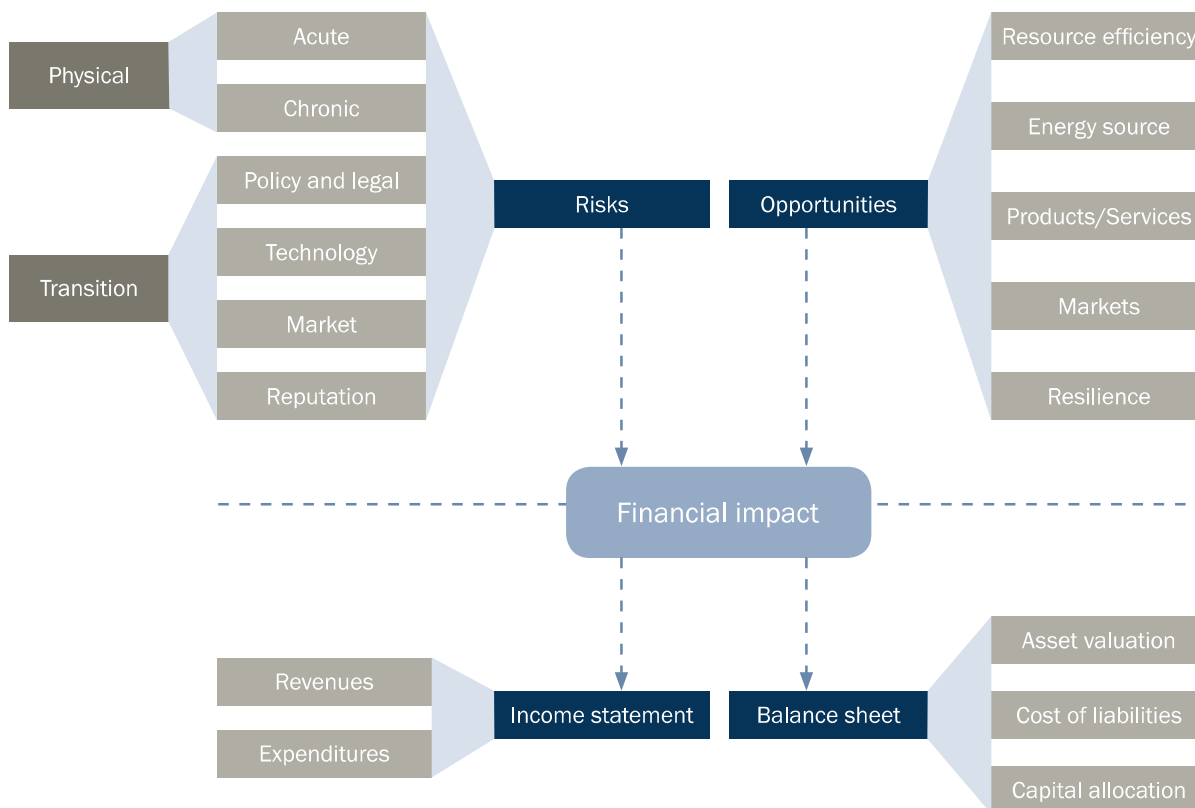 Physical
Acute
Chronic
Transition
Policy and legal
Technology
Market
Reputation
Risks
Opportunities
Resource efficiency
Energy source
Products/Services
Markets
Resilience
Financial impact
Revenues
Expenditures
Income statement
Balance sheet
Asset valuation
Cost of liabilities
Capital allocation